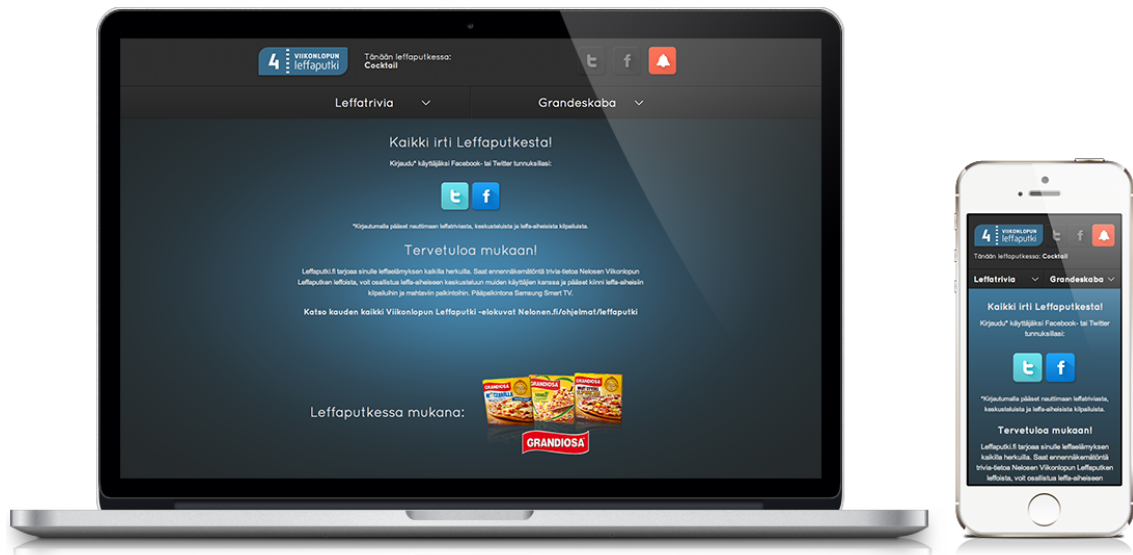 4 VIIKONLOPUN
leffaputki
Tänään leffaputkessa:
Cocktail
Leffatrivia
Grandeskaba
Kaikki irti Leffaputkesta!
Kirjaudu* käyttäjäksi Facebook- tai Twitter tunnuksillasi:
*Kirjautumalla pääset nauttimaan leffatriviasta, keskusteluista ja leffa-aiheisista kilpailuista.
Tervetuloa mukaan!
Leffaputki.fi tarjoaa sinulle leffaelämyksen kaikilla herkuilla. Saat ennennäkemätöntä trivia-tietoa Nelosen Viikonlopun
Leffaputken leffoista, voit osallistua leffa-aiheiseen keskusteluun muiden käyttäjien kanssa ja pääset kiinni leffa-aiheisiin
kilpailuihin ja mahtaviin palkintoihin. Pääpalkintona Samsung Smart TV.
Katso kauden kaikki Viikonlopun Leffaputki -elokuvat Nelonen.fi/ohjelmat/leffaputki
Leffaputkessa mukana:
GRANDIOSA
GRANDIOSA
GRANDIOSA
GRANDIOSA
4 VIIKONLOPUN
leffaputki
Tänään leffaputkessa: Cocktail
Leffatrivia
Grandeskaba
Kaikki irti Leffaputkesta!
Kirjaudu* käyttäjäksi Facebook- tai Twitter
tunnuksillasi:
*Kirjautumalla pääset nauttimaan leffatriviasta,
keskusteluista ja leffa-aiheisista kilpailuista.
Tervetuloa mukaan!
Leffaputki.fi tarjoaa sinulle leffaelämyksen
kaikilla herkuilla. Saat ennennäkemätöntä
trivia-tietoa Nelosen Viikonlopun Leffaputken
leffoista, voit osallistua leffa-aiheiseen